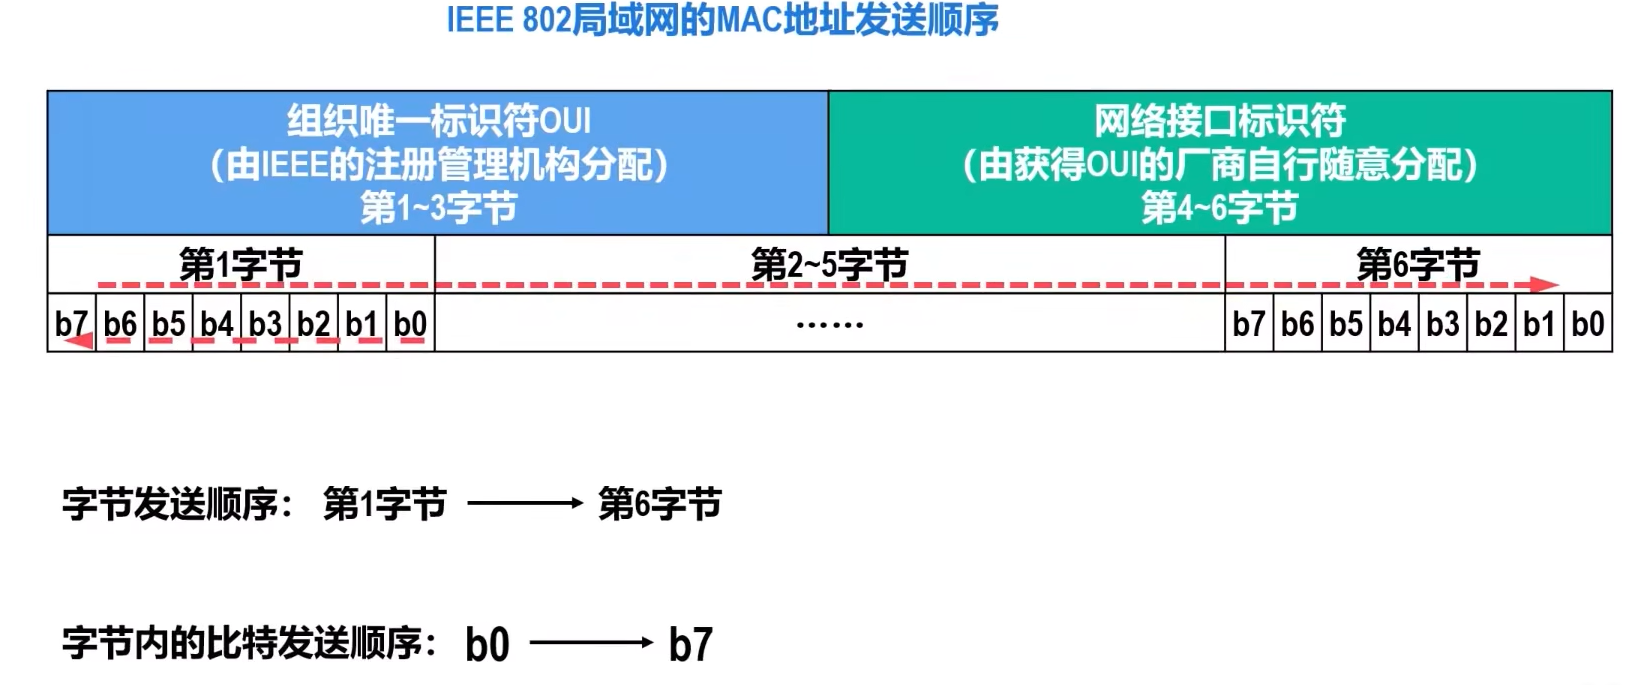 IEEE 802局域网的MAC地址发送顺序
组织唯一标识符OUI
（由IEEE的注册管理机构分配）
第1~3字节
网络接口标识符
（由获得OUI的厂商自行随意分配）
第4~6字节
第1字节
第2~5字节
第6字节
b7 b6 b5 b4 b3 b2 b1 b0
……
b7 b6 b5 b4 b3 b2 b1 b0
字节发送顺序： 第1字节 第6字节
字节内的比特发送顺序： b0 b7